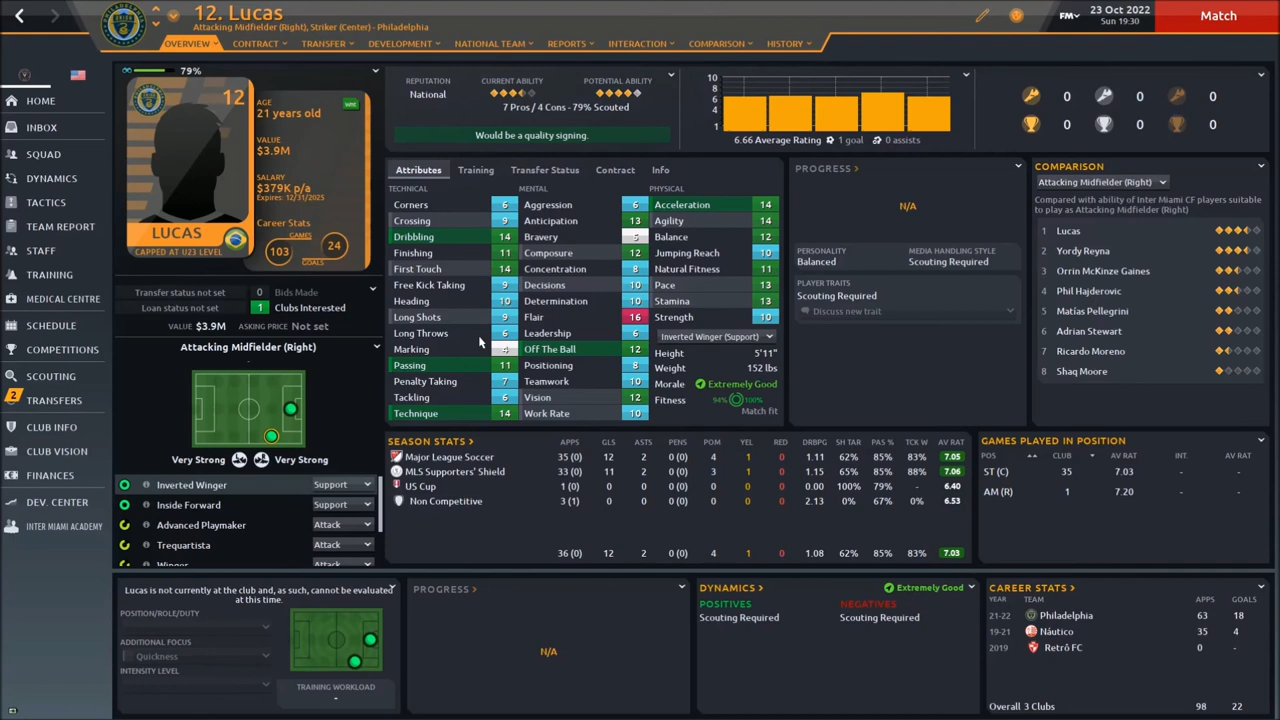 12. Lucas
Attacking Midfielder (Right), Striker (Center) - Philadelphia
FM
23 Oct 2022
Sun 19:30
Match
OVERVIEW
CONTRACT
TRANSFER
DEVELOPMENT
NATIONAL TEAM
REPORTS
INTERACTION
COMPARISON
HISTORY
HOME
INBOX
SQUAD
DYNAMICS
TACTICS
TEAM REPORT
STAFF
TRAINING
MEDICAL CENTRE
SCHEDULE
COMPETITIONS
SCOUTING
2
TRANSFERS
CLUB INFO
CLUB VISION
FINANCES
DEV. CENTER
INTER MIAMI ACADEMY
79%
12
LUCAS
CAPPED AT U23 LEVEL
AGE
21 years old
VALUE
$3.9M
SALARY
$379K p/a
Expires: 12/31/2025
Career Stats
GAMES
103
24
GOALS
Wnt
Transfer status not set 0 Bids Made
Loan status not set 1 Clubs Interested
VALUE $3.9M ASKING PRICE Not set
Attacking Midfielder (Right)
Very Strong Very Strong
Inverted Winger Support
Inside Forward Support
Advanced Playmaker Attack
Trequartista Attack
Winger Attack
REPUTATION
National
CURRENT ABILITY
POTENTIAL ABILITY
7 Pros / 4 Cons - 79% Scouted
Would be a quality signing.
10
8
6
4
1
6.66 Average Rating 1 goal 0 assists
0 0 0
0 0 0
Attributes Training Transfer Status Contract Info
TECHNICAL
Corners 6
Crossing 9
Dribbling 14
Finishing 11
First Touch 14
Free Kick Taking 9
Heading 10
Long Shots 9
Long Throws 6
Marking 4
Passing 11
Penalty Taking 7
Tackling 6
Technique 14
MENTAL
Aggression 6
Anticipation 13
Bravery 5
Composure 12
Concentration 8
Decisions 10
Determination 10
Flair 16
Leadership 6
Off The Ball 12
Positioning 8
Teamwork 10
Vision 12
Work Rate 10
PHYSICAL
Acceleration 14
Agility 14
Balance 12
Jumping Reach 10
Natural Fitness 11
Pace 13
Stamina 13
Strength 10
Inverted Winger (Support)
Height 5'11"
Weight 152 lbs
Morale Extremely Good
Fitness 94% 100%
Match fit
PROGRESS
N/A
PERSONALITY
Balanced
MEDIA HANDLING STYLE
Scouting Required
PLAYER TRAITS
Scouting Required
Discuss new trait
COMPARISON
Attacking Midfielder (Right)
Compared with ability of Inter Miami CF players suitable
to play as Attacking Midfielder (Right)
1 Lucas
2 Yordy Reyna
3 Orrin McKinze Gaines
4 Phil Hajderovic
5 Matías Pellegrini
6 Adrian Stewart
7 Ricardo Moreno
8 Shaq Moore
SEASON STATS APPS GLS ASTS PENS POM YEL RED DRBPG SH TAR PAS % TCK W AV RAT
Major League Soccer 35 (0) 12 2 0 (0) 4 1 0 1.11 62% 85% 83% 7.05
MLS Supporters' Shield 33 (0) 11 2 0 (0) 3 1 0 1.15 65% 85% 88% 7.06
US Cup 1 (0) 0 0 0 (0) 0 0 0 0.00 100% 79% - 6.40
Non Competitive 3 (1) 0 0 0 (0) 0 0 0 2.13 0% 67% 0% 6.53
36 (0) 12 2 0 (0) 4 1 0 1.08 62% 85% 83% 7.03
GAMES PLAYED IN POSITION
POS CLUB AV RAT INT. AV RAT
ST (C) 35 7.03 - -
AM (R) 1 7.20 - -
Lucas is not currently at the club and, as such, cannot be evaluated
at this time.
POSITION/ROLE/DUTY
ADDITIONAL FOCUS
Quickness
INTENSITY LEVEL
TRAINING WORKLOAD
-
PROGRESS
N/A
DYNAMICS Extremely Good
POSITIVES
Scouting Required
NEGATIVES
Scouting Required
CAREER STATS
YEAR TEAM APPS GOALS
21-22 Philadelphia 63 18
19-21 Náutico 35 4
2019 Retrô FC 0 -
Overall 3 Clubs 98 22